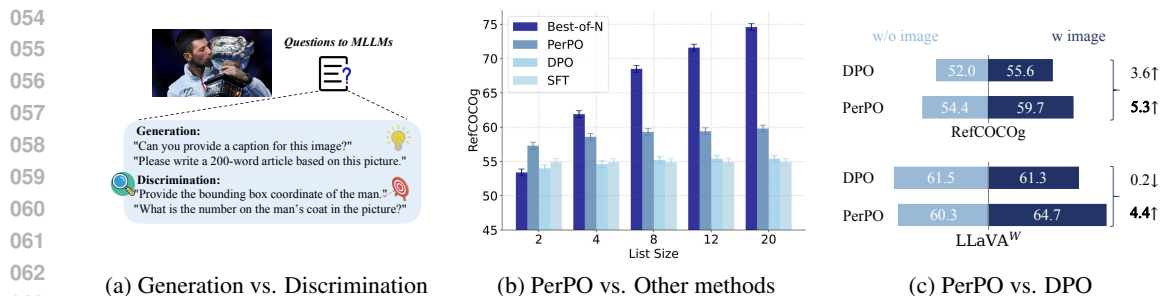 054
055
056
057
058
059
060
061
062
Questions to MLLMs
?
Generation:
"Can you provide a caption for this image?"
"Please write a 200-word article based on this picture."
Discrimination:
"Provide the bounding box coordinate of the man."
"What is the number on the man's coat in the picture?"
(a) Generation vs. Discrimination
RefCOCOg
75
70
65
60
55
50
45
Best-of-N
PerPO
DPO
SFT
2 4 8 12 20
List Size
(b) PerPO vs. Other methods
w/o image w image
DPO 52.0 55.6 3.6↑
PerPO 54.4 59.7 5.3↑
RefCOCOg
DPO 61.5 61.3 0.2↓
PerPO 60.3 64.7 4.4↑
LLaVA^W
(c) PerPO vs. DPO